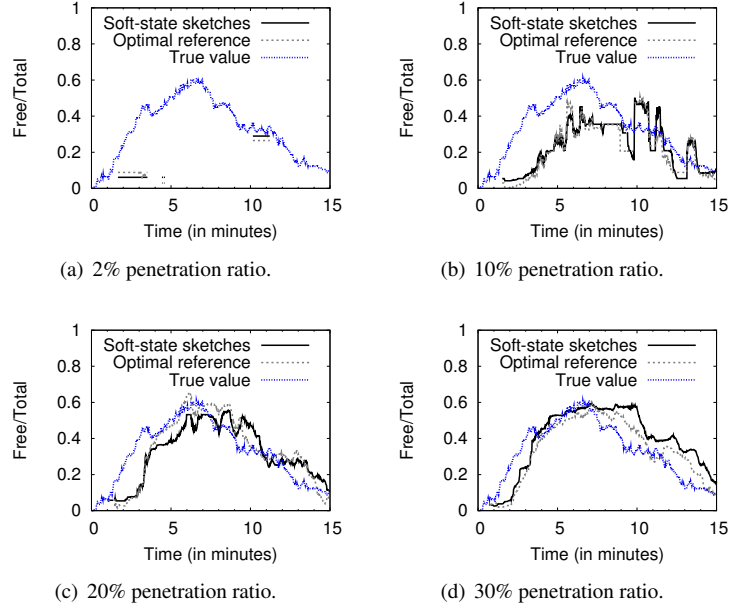 1
0.8
0.6
0.4
0.2
0
0 5 10 15
Free/Total
Time (in minutes)
Soft-state sketches
Optimal reference
True value
(a) 2% penetration ratio.
1
0.8
0.6
0.4
0.2
0
0 5 10 15
Free/Total
Time (in minutes)
Soft-state sketches
Optimal reference
True value
(b) 10% penetration ratio.
1
0.8
0.6
0.4
0.2
0
0 5 10 15
Free/Total
Time (in minutes)
Soft-state sketches
Optimal reference
True value
(c) 20% penetration ratio.
1
0.8
0.6
0.4
0.2
0
0 5 10 15
Free/Total
Time (in minutes)
Soft-state sketches
Optimal reference
True value
(d) 30% penetration ratio.